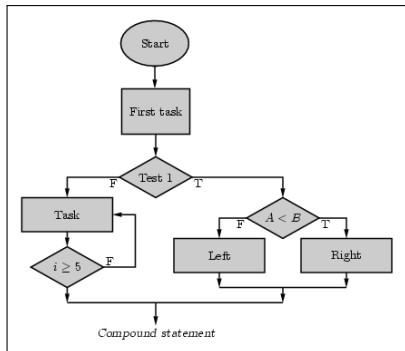 Start
First task
Test 1
F
T
Task
A < B
F
T
Left
Right
i ≥ 5
F
Compound statement